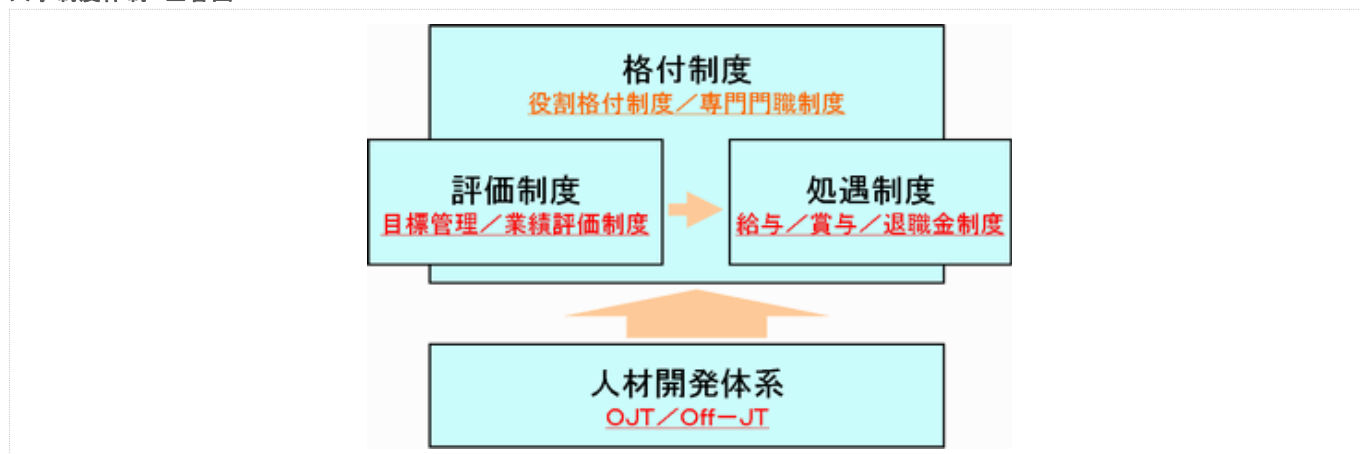 格付制度
役割格付制度／専門門職制度
評価制度
目標管理／業績評価制度
処遇制度
給与／賞与／退職金制度
人材開発体系
OJT／Off－JT